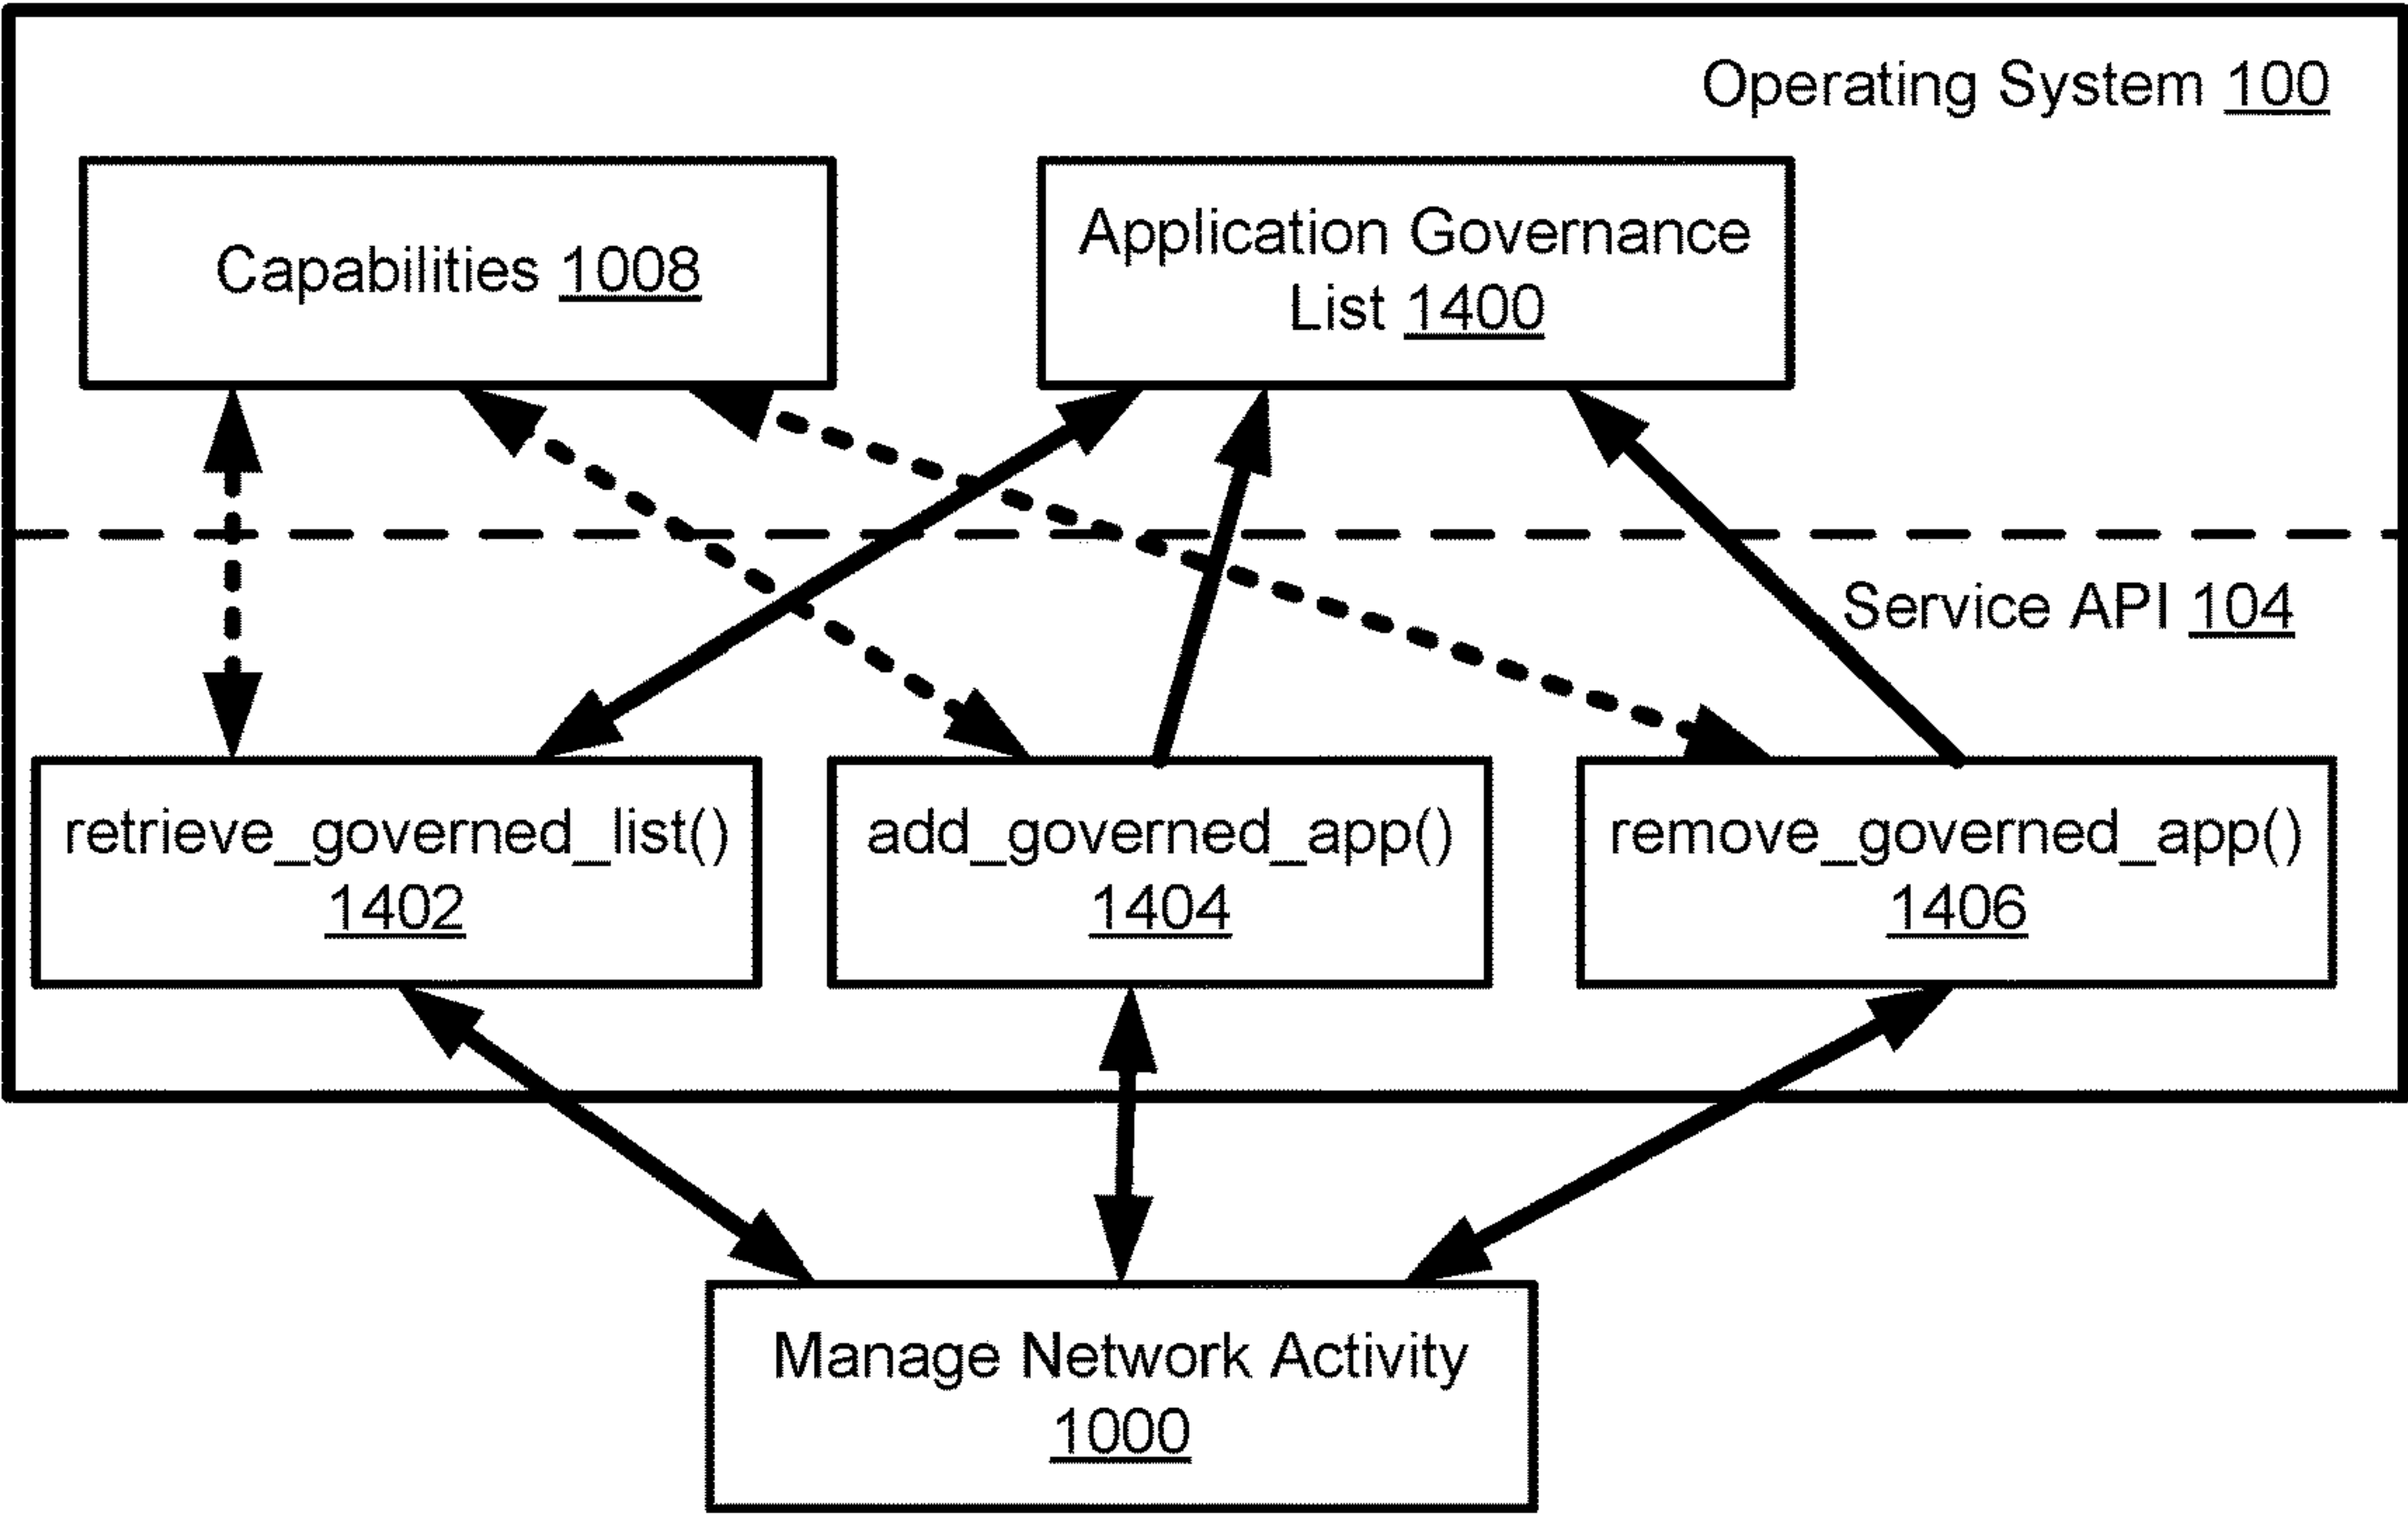 Operating System 100
Capabilities 1008
Application Governance
List 1400
Service API 104
retrieve_governed_list()
1402
add_governed_app()
1404
remove_governed_app()
1406
Manage Network Activity
1000